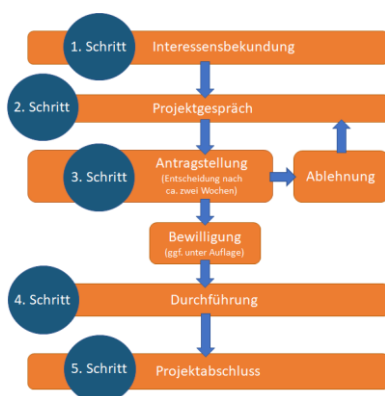 1. Schritt
Interessensbekundung
2. Schritt
Projektgespräch
3. Schritt
Antragstellung
(Entscheidung nach
ca. zwei Wochen)
Ablehnung
Bewilligung
(ggf. unter Auflage)
4. Schritt
Durchführung
5. Schritt
Projektabschluss